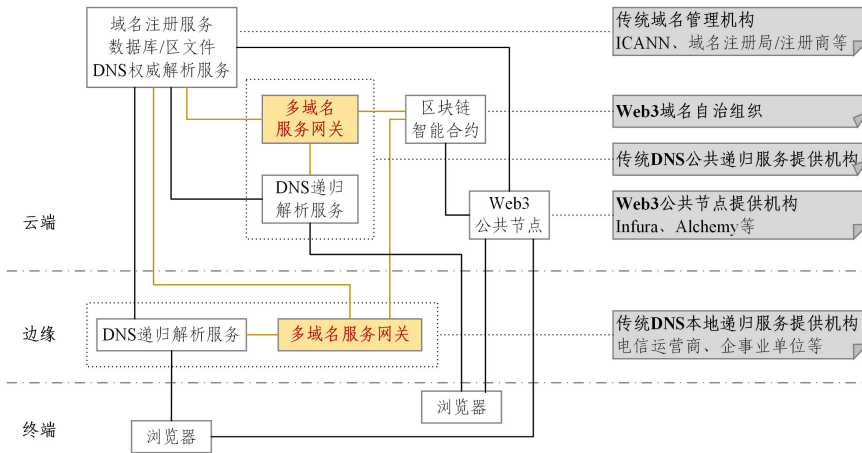 域名注册服务
数据库/区文件
DNS权威解析服务
传统域名管理机构
ICANN、域名注册局/注册商等
多域名
服务网关
区块链
智能合约
Web3域名自治组织
传统DNS公共递归服务提供机构
DNS递归
解析服务
Web3
公共节点
Web3公共节点提供机构
Infura、Alchemy等
云端
边缘
DNS递归解析服务
多域名服务网关
传统DNS本地递归服务提供机构
电信运营商、企事业单位等
终端
浏览器
浏览器